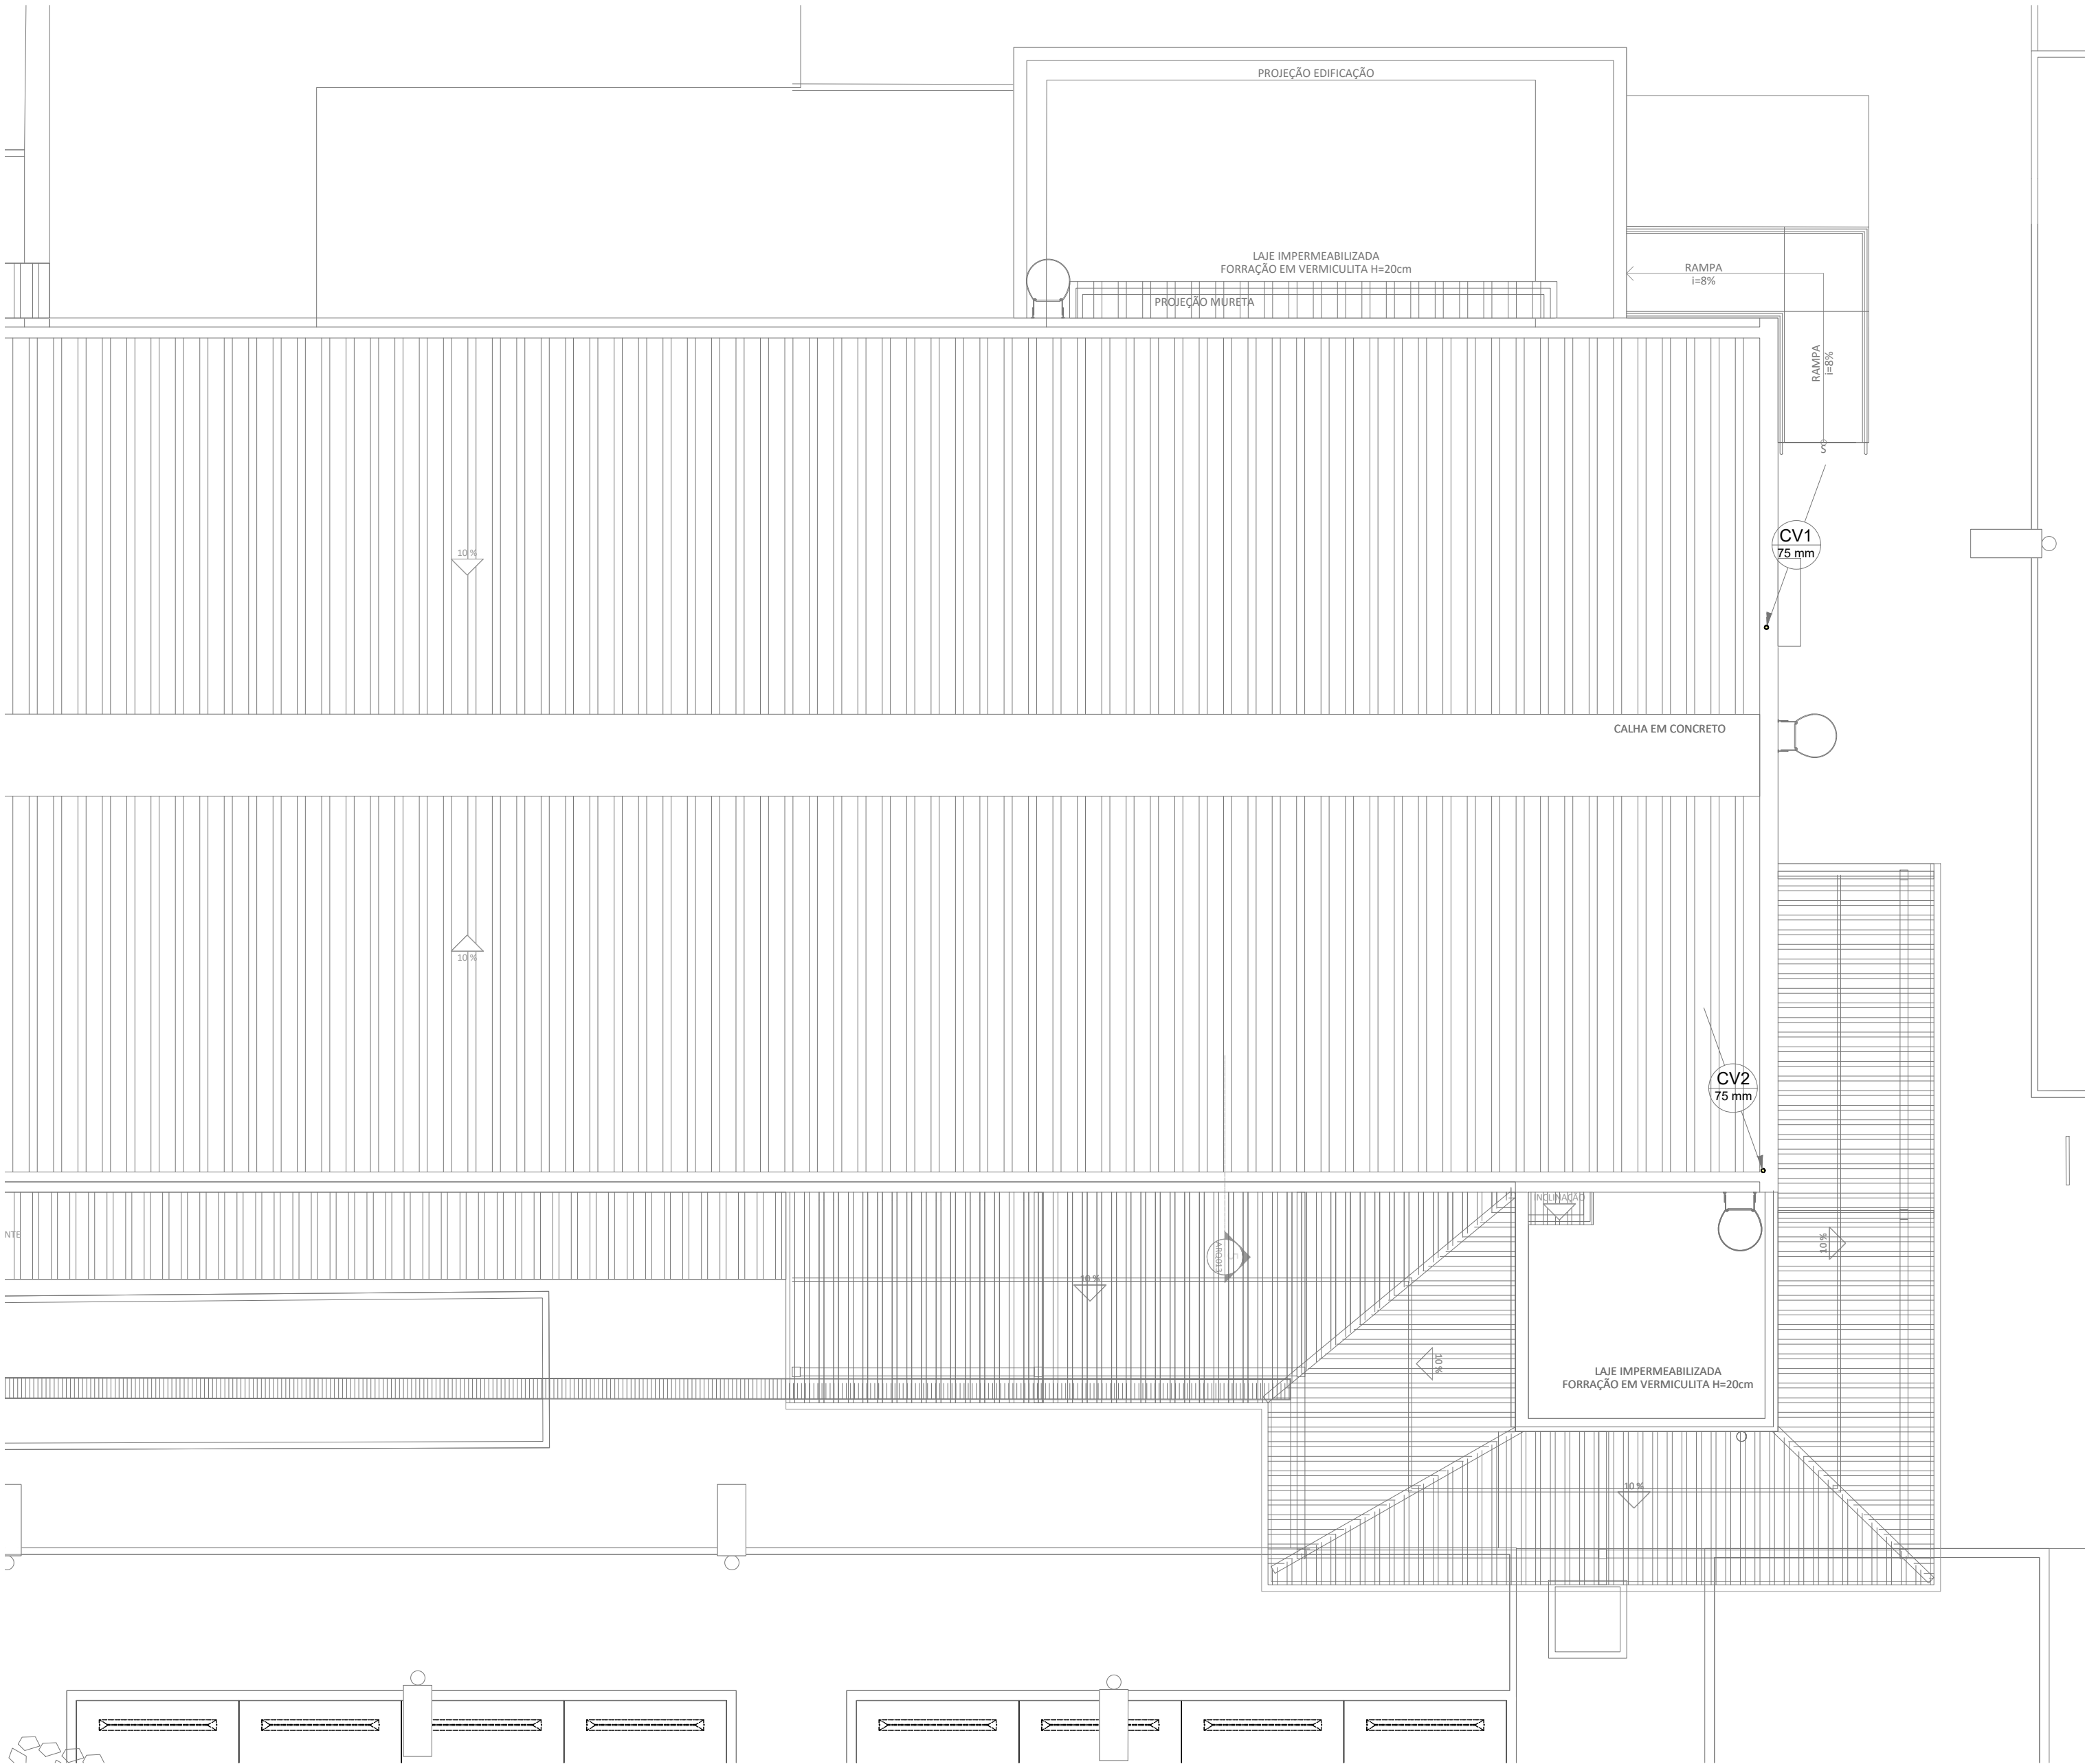 PROJEÇÃO EDIFICAÇÃO
LAJE IMPERMEABILIZADA
FORRAÇÃO EM VERMICULITA H=20cm
PROJEÇÃO MURETA
RAMPA
i=8%
RAMPA
i=8%
S
CV1
75 mm
10 %
CALHA EM CONCRETO
10 %
CV2
75 mm
INCLINAÇÃO
NTE
10 %
10 %
10 %
LAJE IMPERMEABILIZADA
FORRAÇÃO EM VERMICULITA H=20cm
10 %